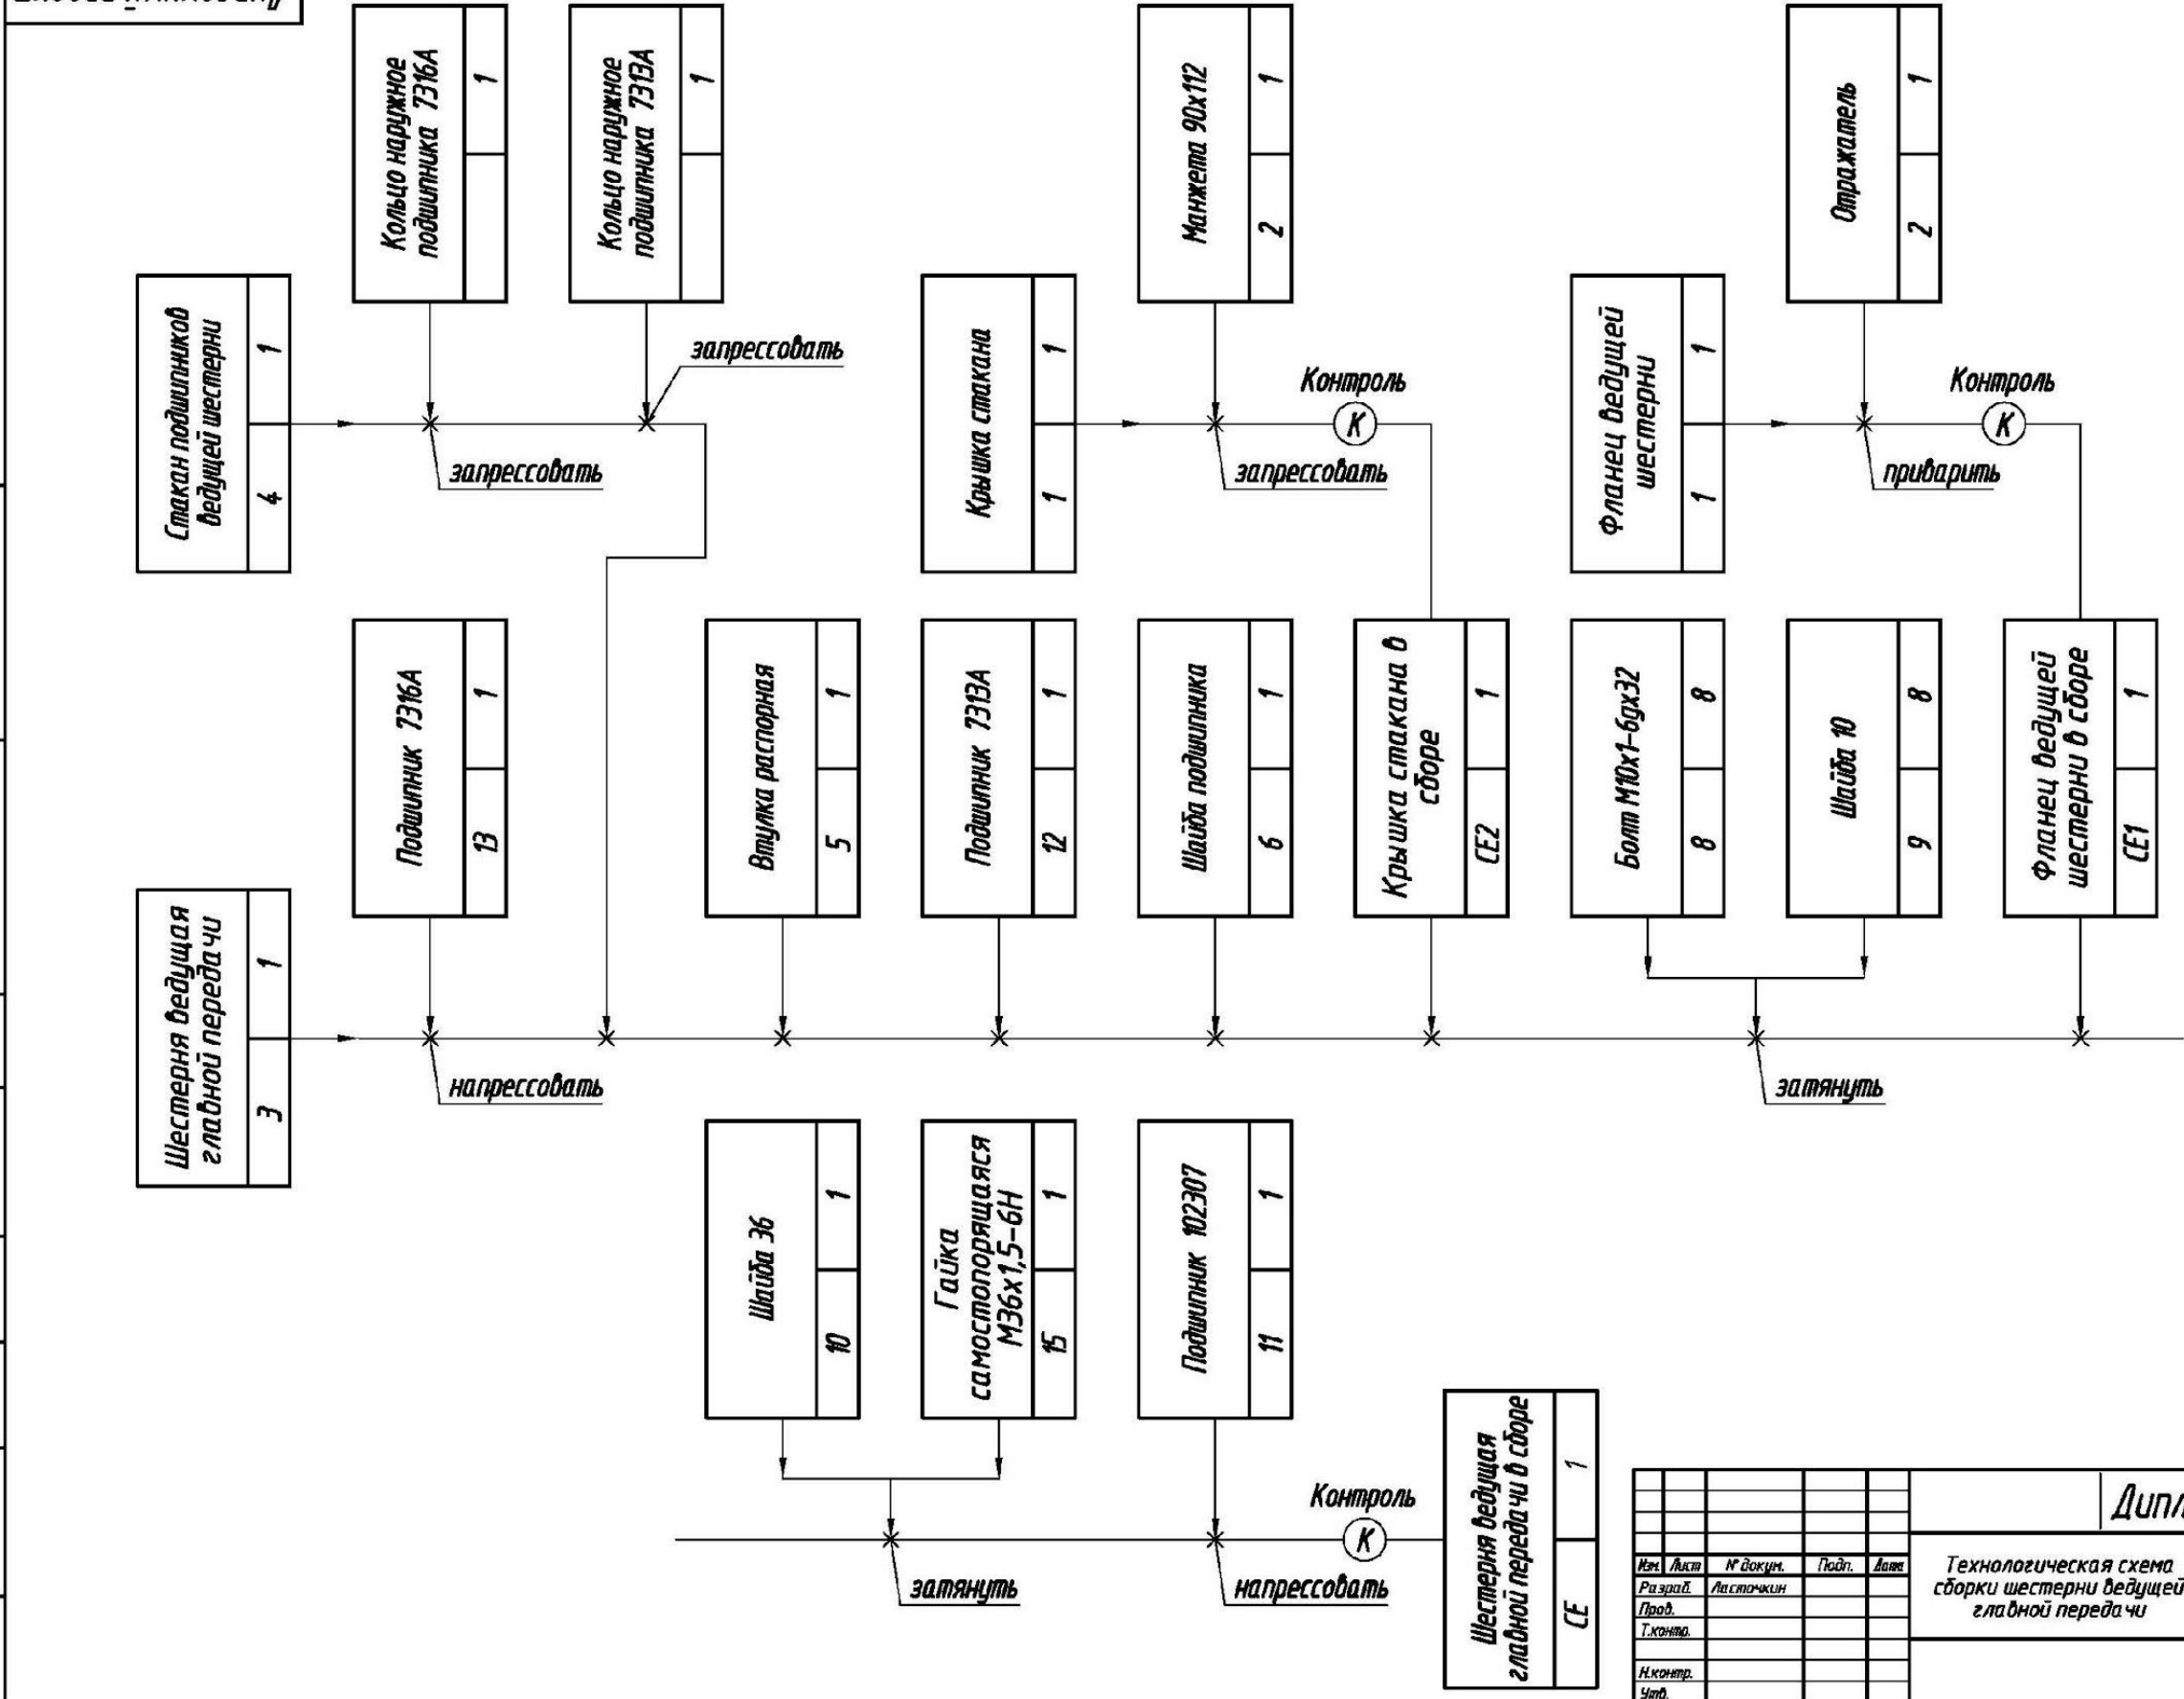 Кольцо наружное
подшипника 7316А
1
Кольцо наружное
подшипника 7313А
1
Манжета 90х112
2 1
Отражатель
2 1
Стакан подшипников
ведущей шестерни
4 1
запрессовать
запрессовать
Крышка стакана
1 1
Контроль
К
запрессовать
Фланец ведущей
шестерни
1 1
Контроль
К
приварить
Подшипник 7316А
13 1
Втулка распорная
5 1
Подшипник 7313А
12 1
Шайба подшипника
6 1
Крышка стакана в
сборе
СЕ2 1
Болт М10х1-6gх32
8 8
Шайба 10
9 8
Фланец ведущей
шестерни в сборе
СЕ1 1
Шестерня ведущая
главной передачи
3 1
напрессовать
затянуть
Шайба 36
10 1
Гайка
самостопорящаяся
М36х1,5-6Н
15 1
Подшипник 102307
11 1
затянуть
напрессовать
Контроль
К
Шестерня ведущая
главной передачи в сборе
СЕ 1
Изм. Лист № докум. Подп. Дата
Разраб. Ласточкин
Пров.
Т.контр.
Н.контр.
Утв.
Технологическая схема
сборки шестерни ведущей
главной передачи